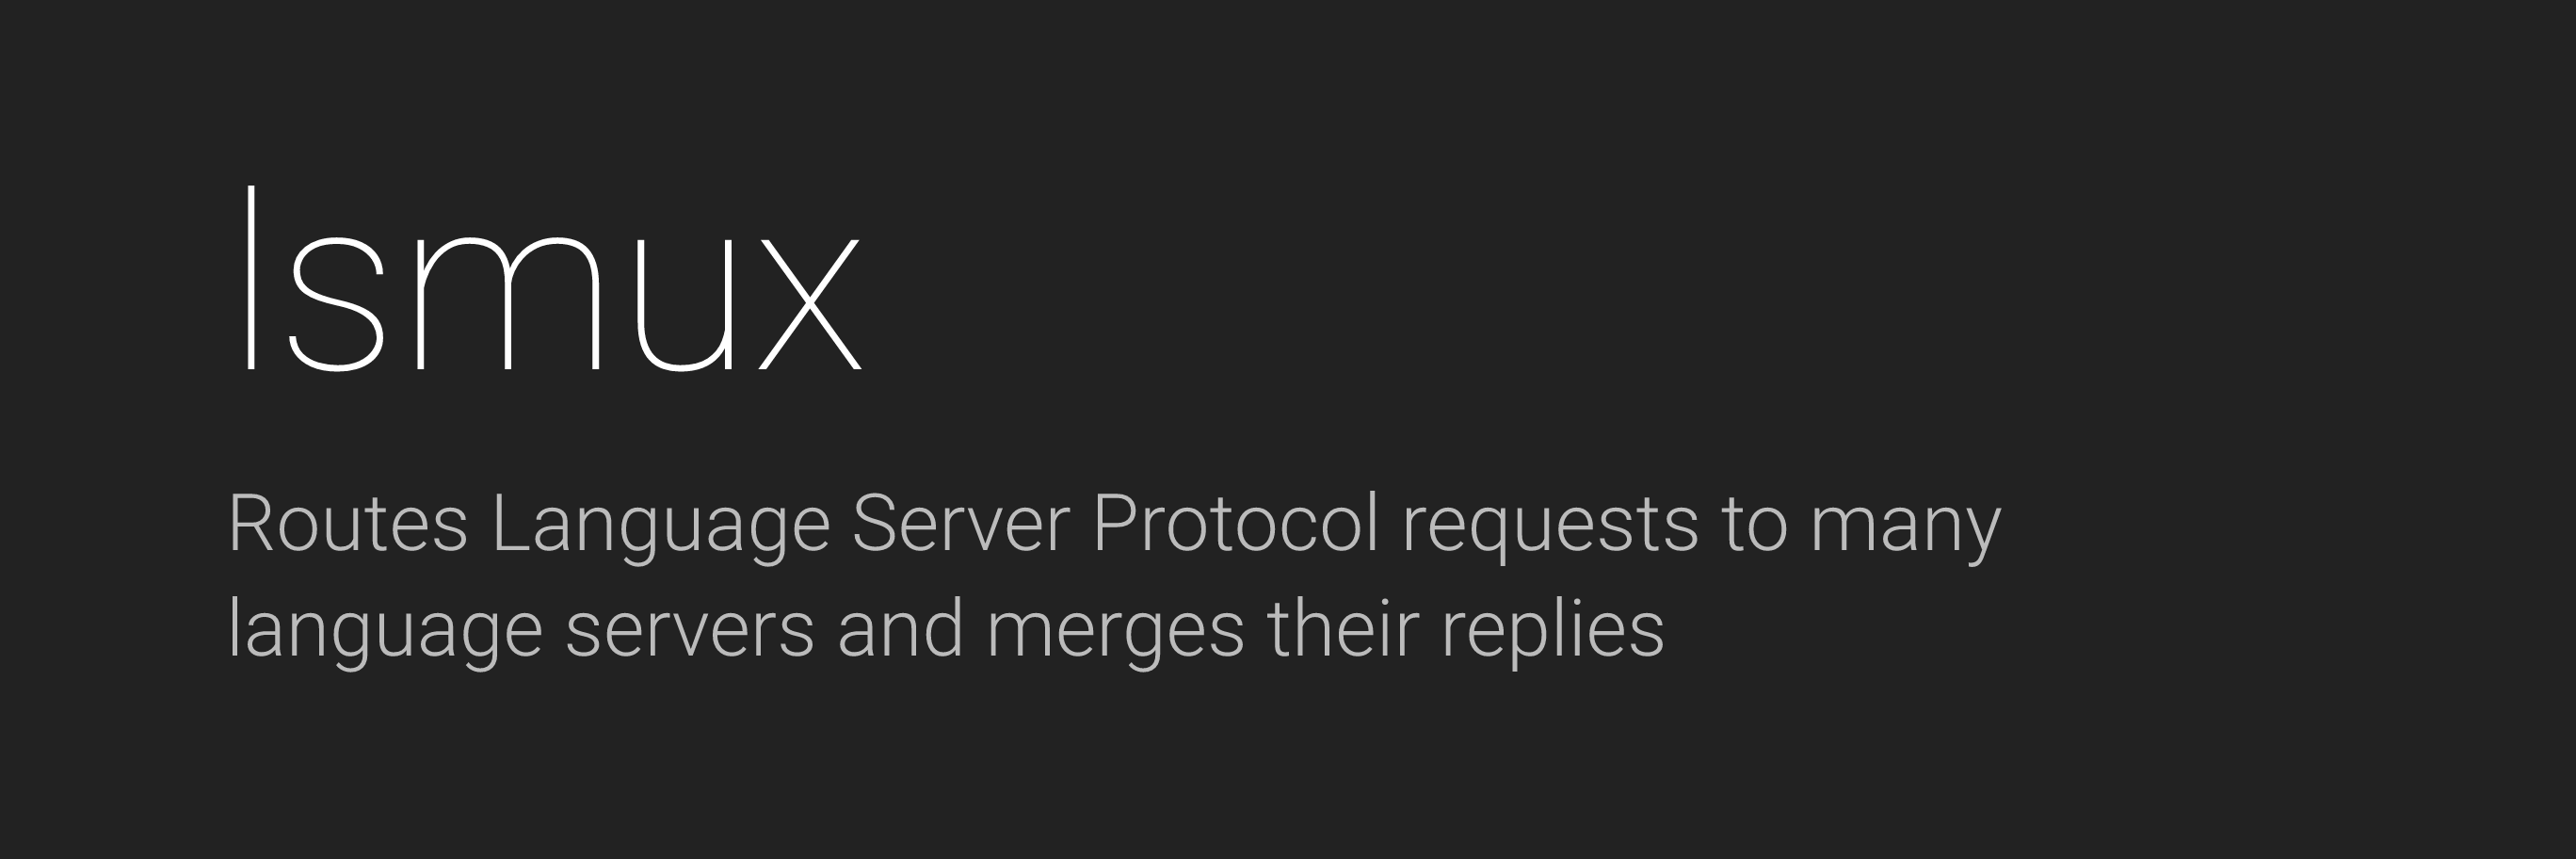 lsmux
Routes Language Server Protocol requests to many
language servers and merges their replies